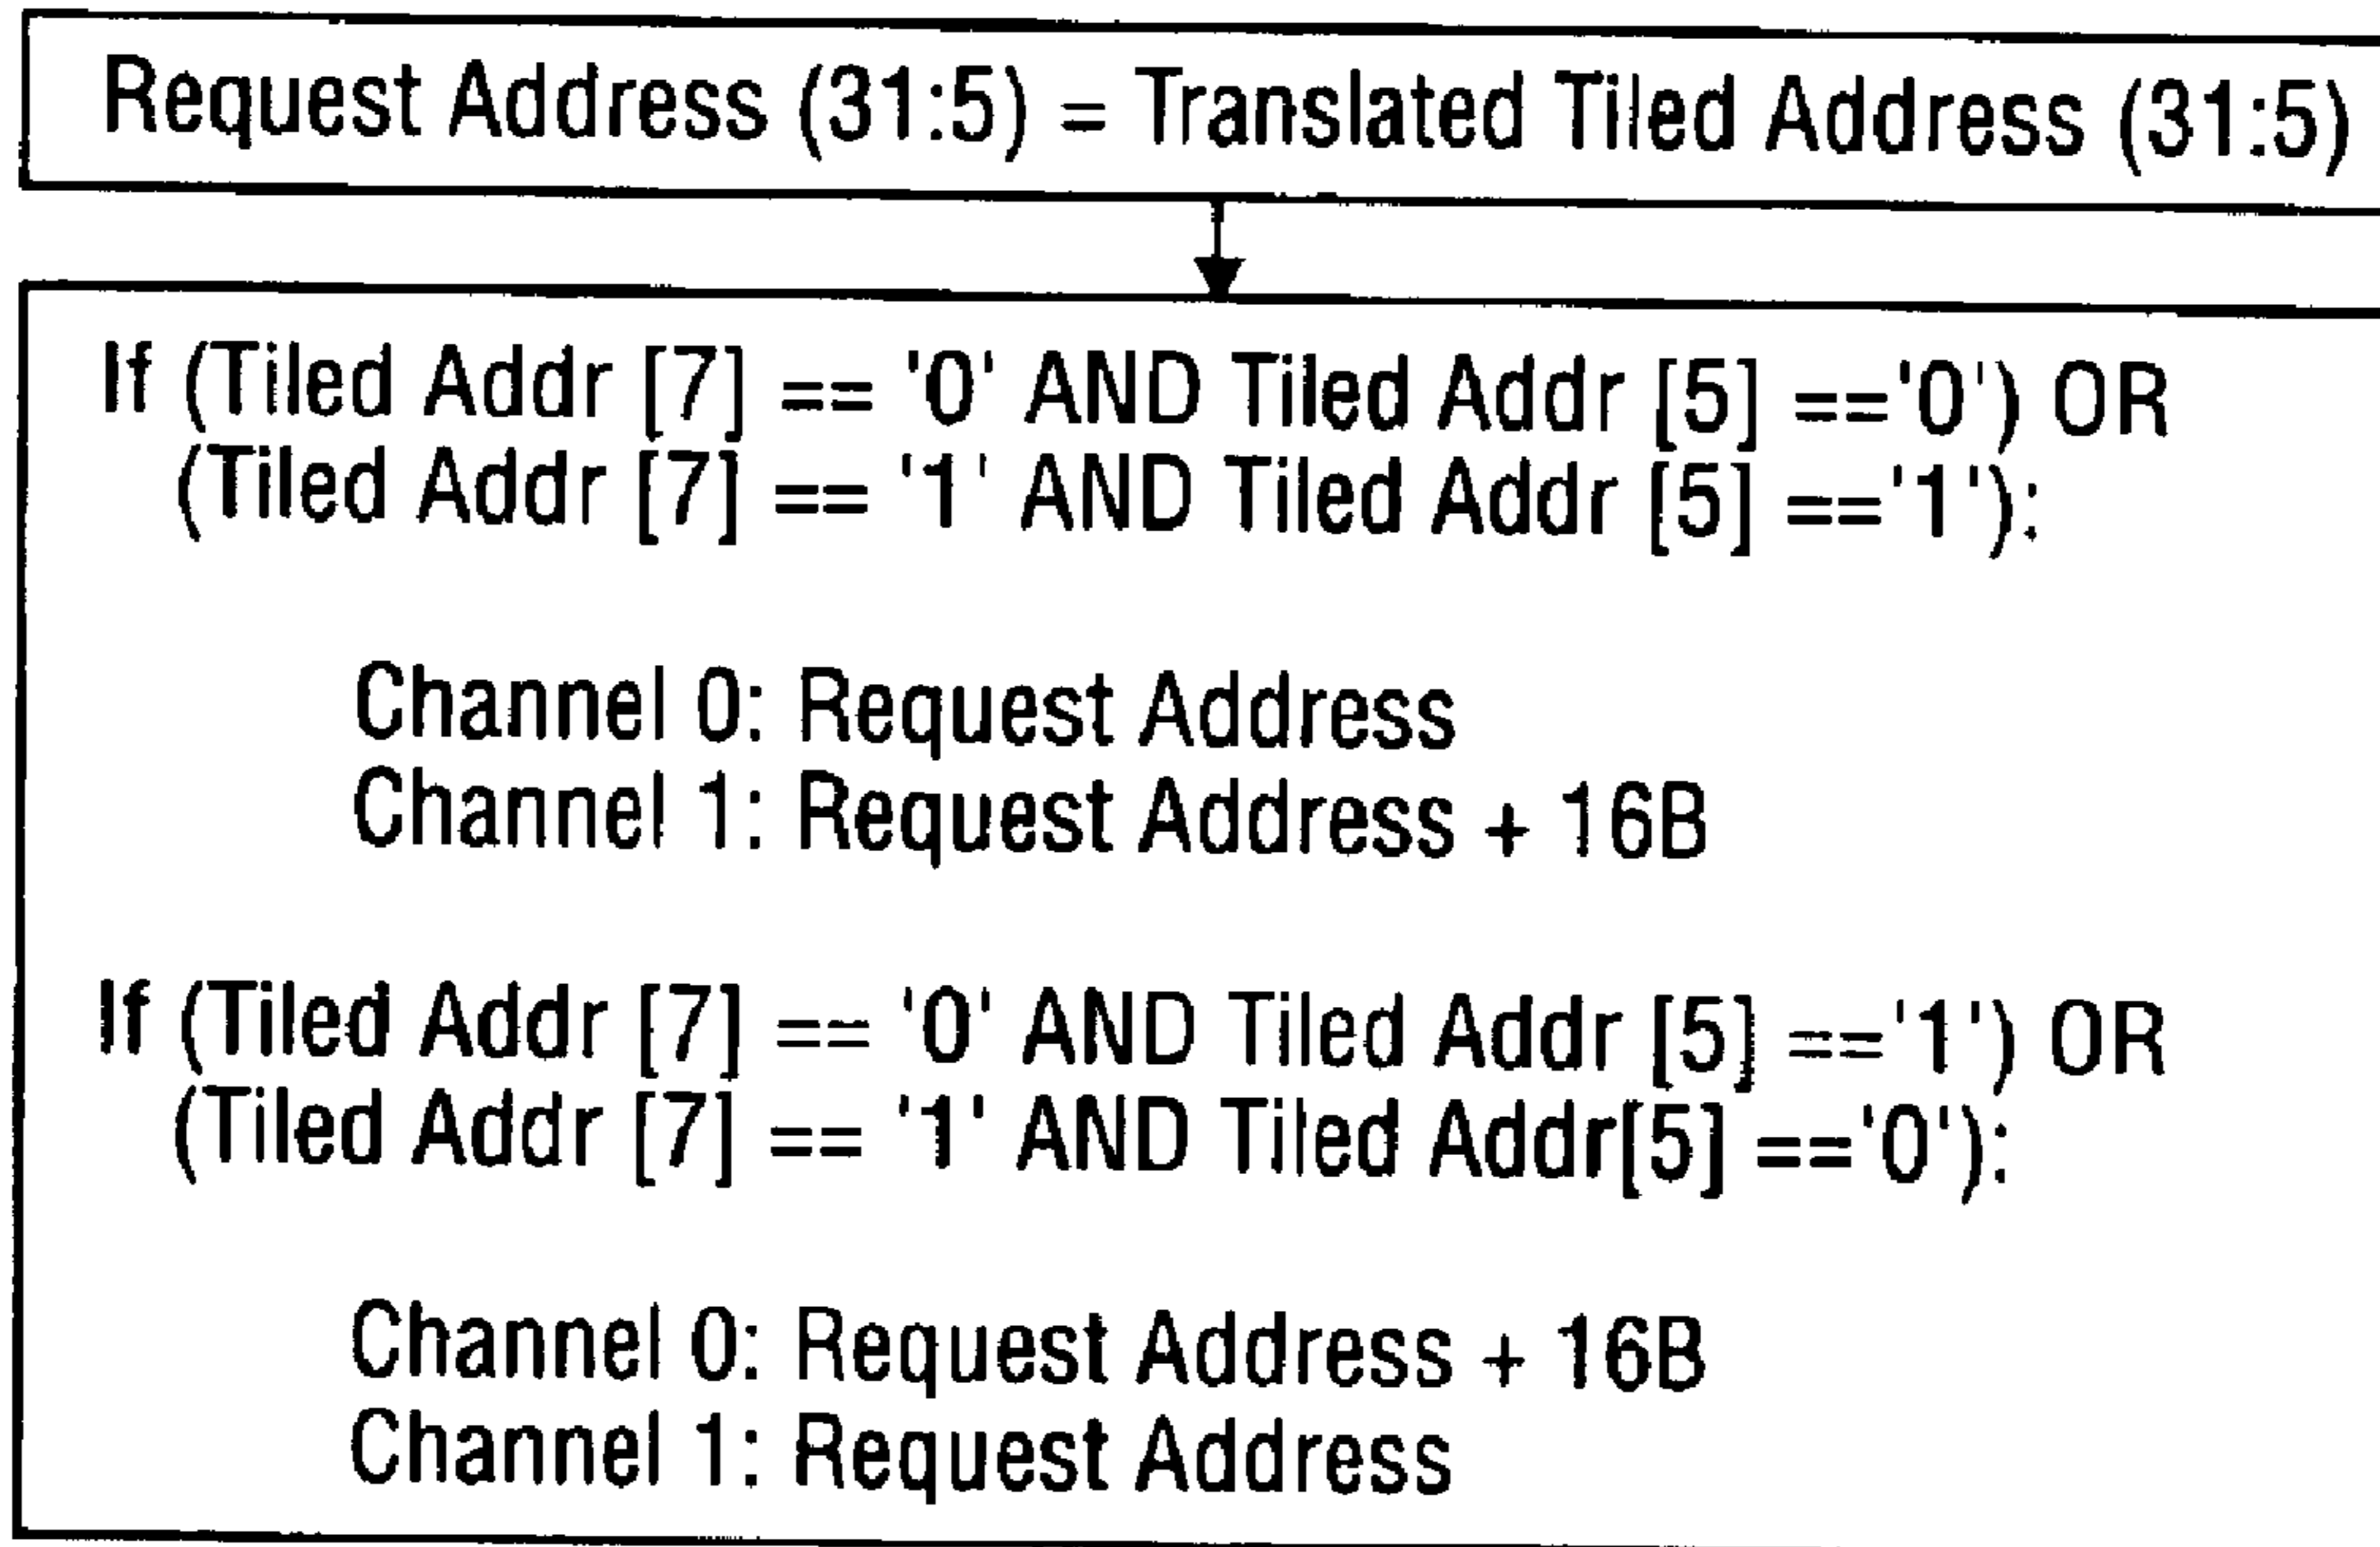 Request Address (31:5) = Translated Tiled Address (31:5)
If (Tiled Addr [7] == '0' AND Tiled Addr [5] =='0') OR
(Tiled Addr [7] == '1' AND Tiled Addr [5] =='1'):
Channel 0: Request Address
Channel 1: Request Address + 16B
If (Tiled Addr [7] == '0' AND Tiled Addr [5] =='1') OR
(Tiled Addr [7] == '1' AND Tiled Addr[5] =='0'):
Channel 0: Request Address + 16B
Channel 1: Request Address